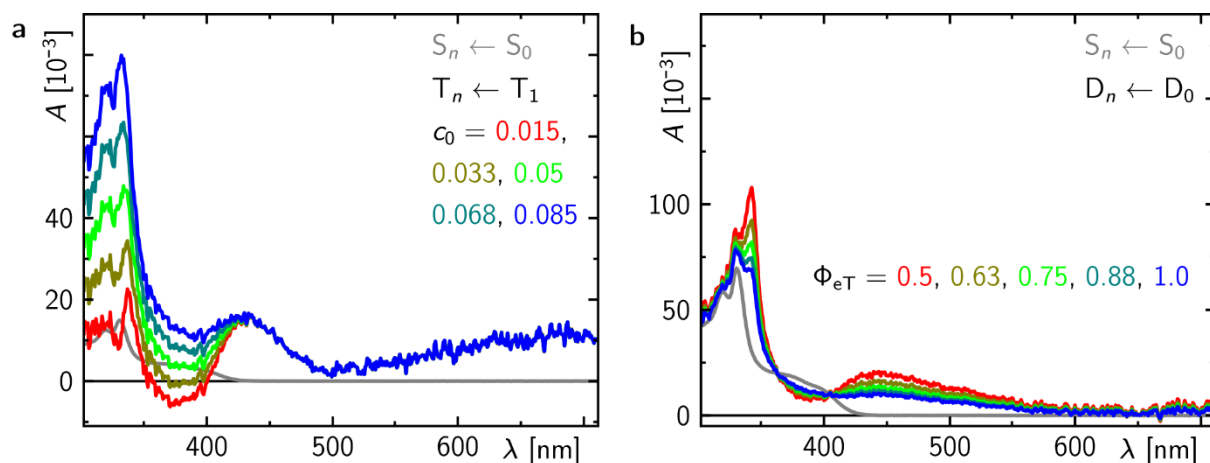 a
A [10⁻³]
Sₙ ← S₀
Tₙ ← T₁
c₀ = 0.015,
0.033, 0.05
0.068, 0.085
40
10
0
400
500
600
λ [nm]
b
A [10⁻³]
Sₙ ← S₀
Dₙ ← D₀
Φₑₜ = 0.5, 0.63, 0.75, 0.88, 1.0
100
50
0
400
500
600
λ [nm]